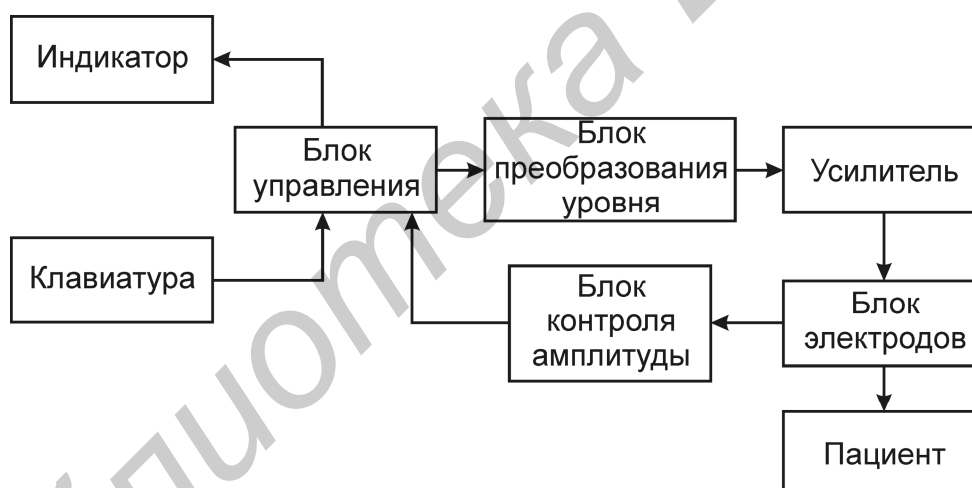 Индикатор
Блок
управления
Блок
преобразования
уровня
Усилитель
Клавиатура
Блок
контроля
амплитуды
Блок
электродов
Пациент